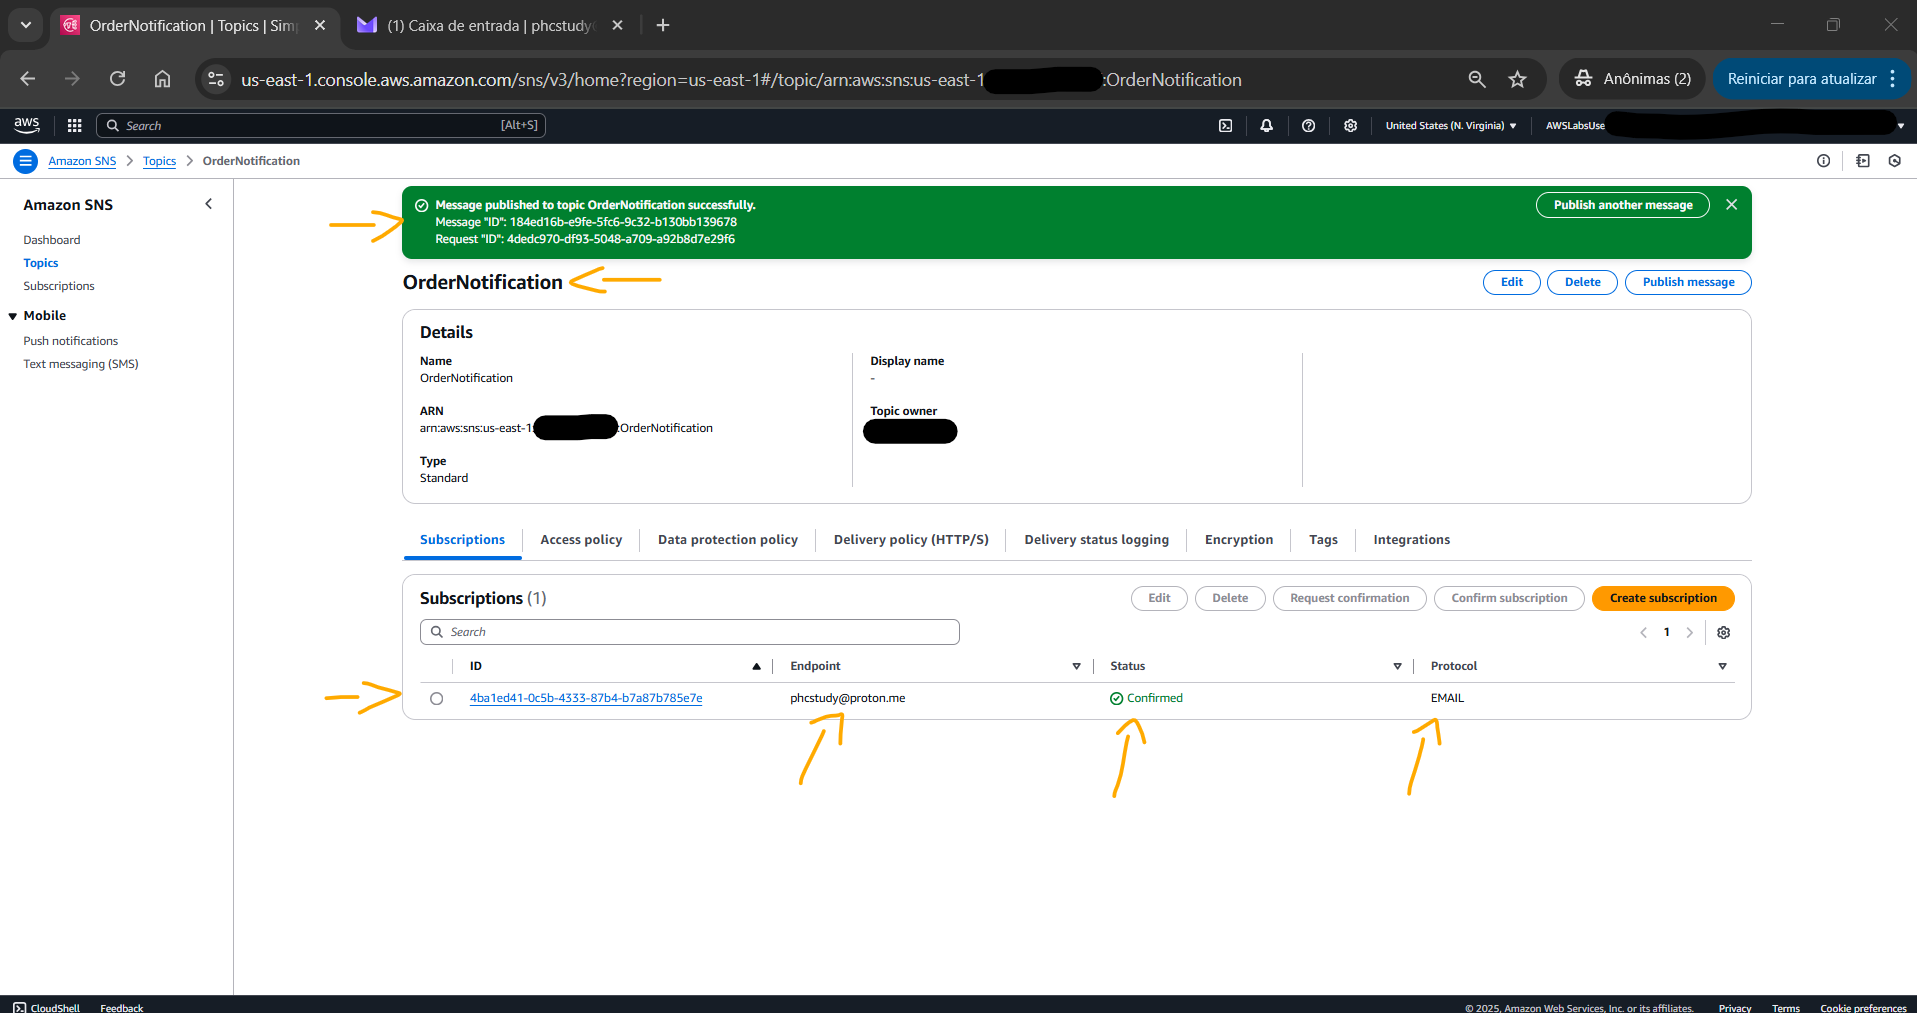 OrderNotification | Topics | Sim
(1) Caixa de entrada | phcstudy
us-east-1.console.aws.amazon.com/sns/v3/home?region=us-east-1#/topic/arn:aws:sns:us-east-1 :OrderNotification
Anônimas (2)
Reiniciar para atualizar
aws
Search
[Alt+S]
United States (N. Virginia)
AWSLabsUse
Amazon SNS
Topics
OrderNotification
Amazon SNS
Dashboard
Topics
Subscriptions
Mobile
Push notifications
Text messaging (SMS)
Message published to topic OrderNotification successfully.
Message "ID": 184ed16b-e9fe-5fc6-9c32-b130bb139678
Request "ID": 4dedc970-df93-5048-a709-a92b8d7e29f6
Publish another message
OrderNotification
Edit
Delete
Publish message
Details
Name
OrderNotification
Display name
-
ARN
arn:aws:sns:us-east-1: :OrderNotification
Topic owner
Type
Standard
Subscriptions
Access policy
Data protection policy
Delivery policy (HTTP/S)
Delivery status logging
Encryption
Tags
Integrations
Subscriptions (1)
Edit
Delete
Request confirmation
Confirm subscription
Create subscription
Search
1
ID
Endpoint
Status
Protocol
4ba1ed41-0c5b-4333-87b4-b7a87b785e7e
phcstudy@proton.me
Confirmed
EMAIL
CloudShell
Feedback
© 2025, Amazon Web Services, Inc. or its affiliates.
Privacy
Terms
Cookie preferences